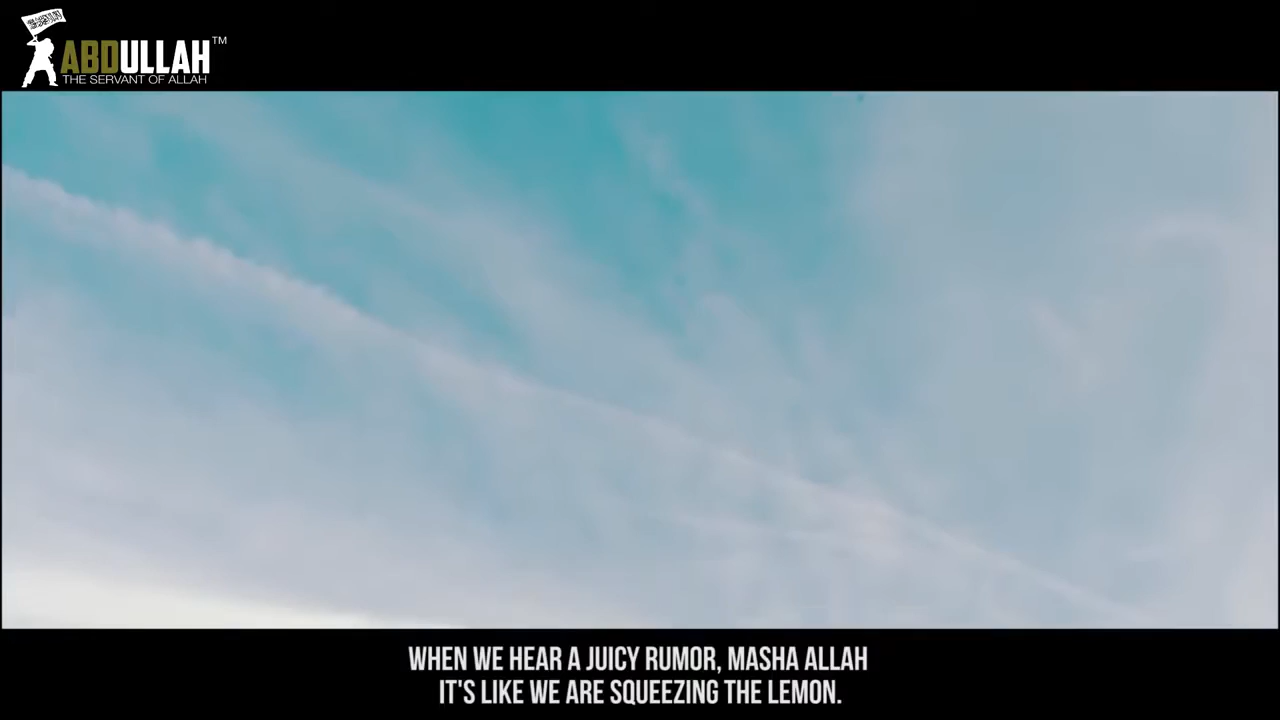 ABDULLAH™
THE SERVANT OF ALLAH
WHEN WE HEAR A JUICY RUMOR, MASHA ALLAH
IT'S LIKE WE ARE SQUEEZING THE LEMON.